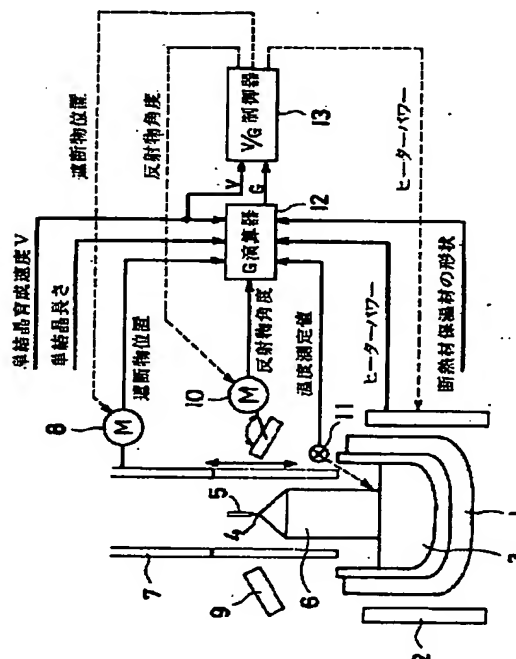 遮断物位置
反射物角度
V/G制御器
13
ヒーターパワー
V
G
単結晶育成速度V
単結晶長さ
G演算器
12
遮断物位置
反射物角度
温度測定値
ヒーターパワー
断熱材保温材の形状
8
M
10
M
11
7
5
4
6
9
3
1
2